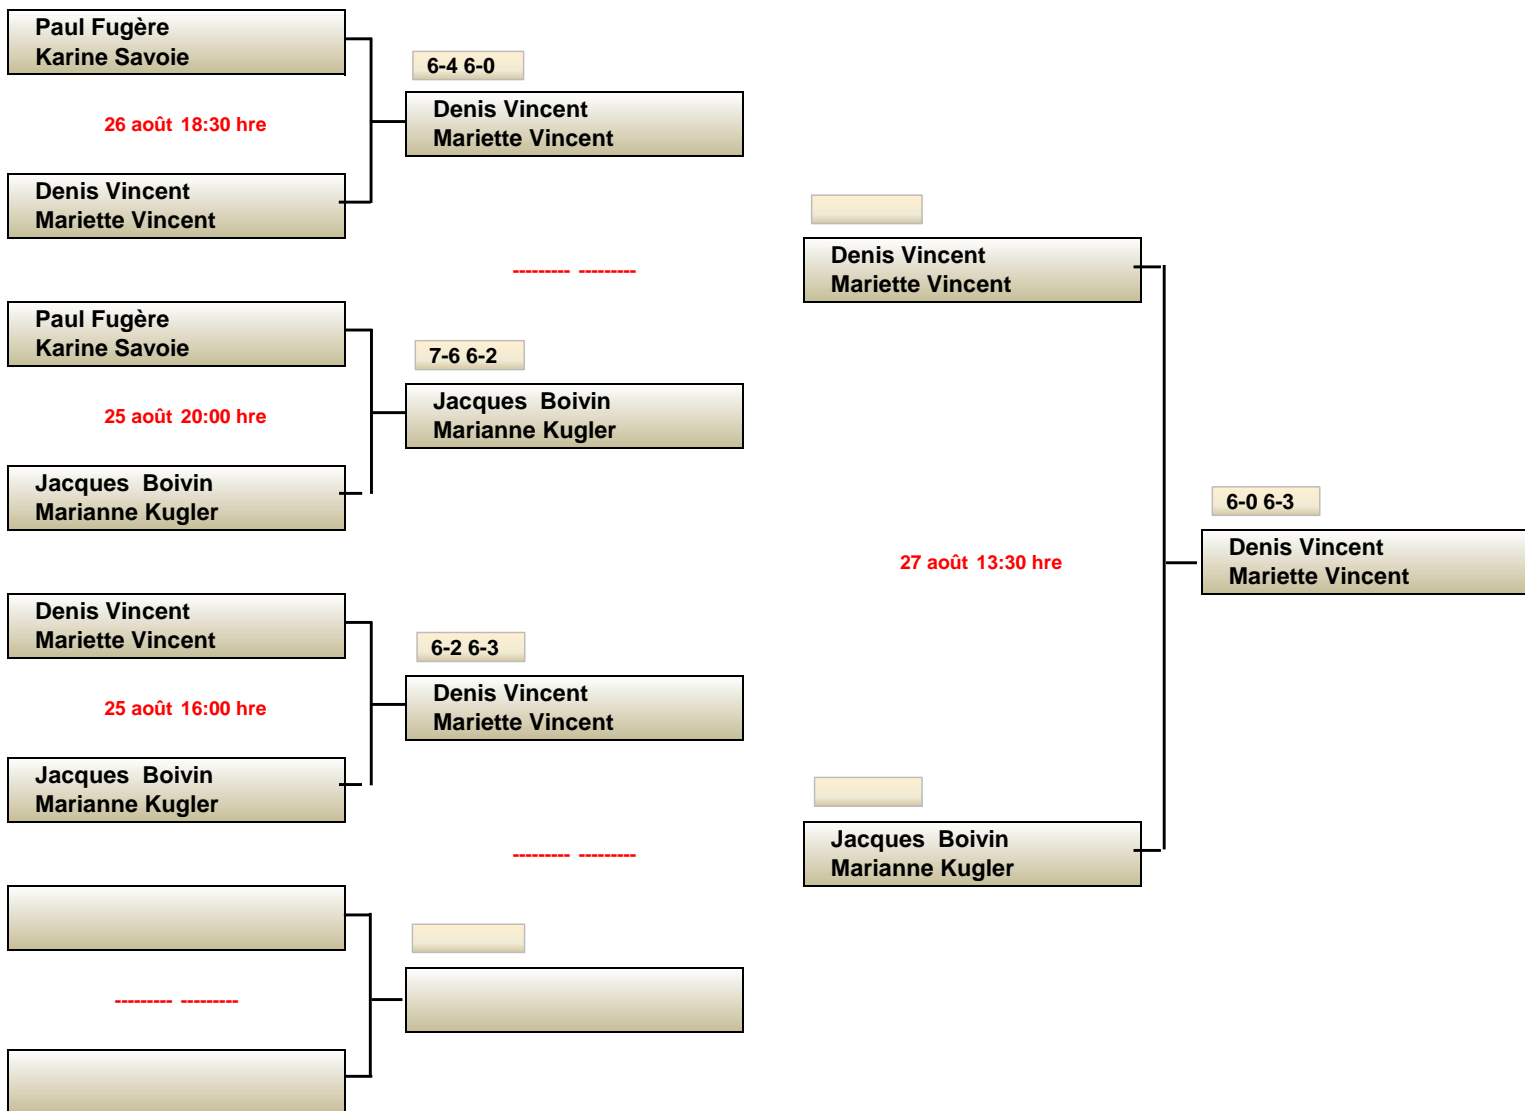 Paul Fugère
Karine Savoie
26 août 18:30 hre
Denis Vincent
Mariette Vincent
6-4 6-0
Denis Vincent
Mariette Vincent
--------- ---------
Paul Fugère
Karine Savoie
25 août 20:00 hre
Jacques Boivin
Marianne Kugler
7-6 6-2
Jacques Boivin
Marianne Kugler
Denis Vincent
Mariette Vincent
25 août 16:00 hre
Jacques Boivin
Marianne Kugler
6-2 6-3
Denis Vincent
Mariette Vincent
--------- ---------
--------- ---------
Denis Vincent
Mariette Vincent
27 août 13:30 hre
Jacques Boivin
Marianne Kugler
6-0 6-3
Denis Vincent
Mariette Vincent